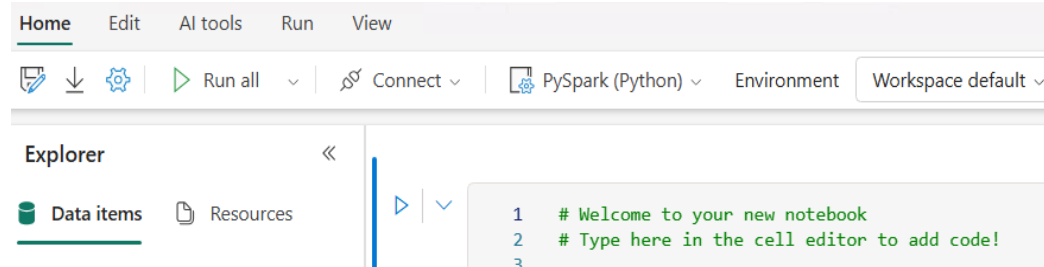 Home Edit AI tools Run View
Run all Connect PySpark (Python) Environment Workspace default
Explorer
Data items Resources
1 # Welcome to your new notebook
2 # Type here in the cell editor to add code!
3